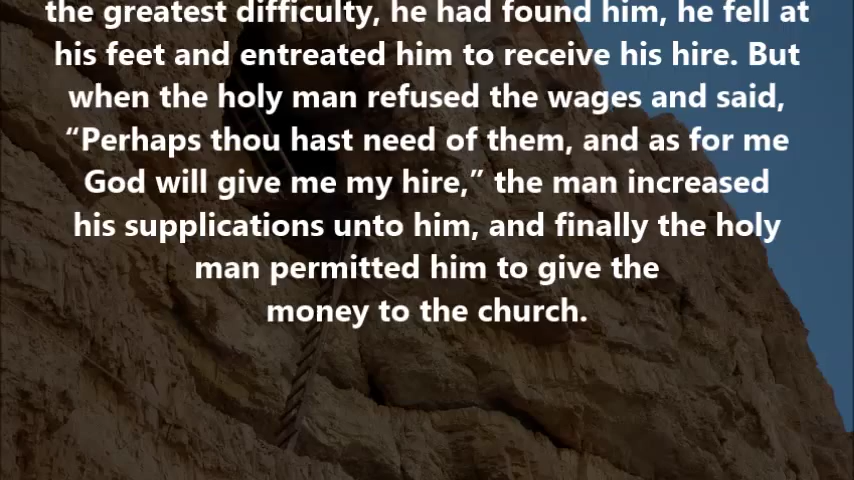 the greatest difficulty, he had found him, he fell at
his feet and entreated him to receive his hire. But
when the holy man refused the wages and said,
“Perhaps thou hast need of them, and as for me
God will give me my hire,” the man increased
his supplications unto him, and finally the holy
man permitted him to give the
money to the church.